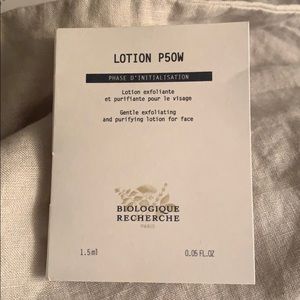 LOTION P50W
PHASE D'INITIALISATION
Lotion exfoliante
et purifiante pour le visage
Gentle exfoliating
and purifying lotion for face
BIOLOGIQUE
RECHERCHE
PARIS
1.5ml 0.05 FL.OZ